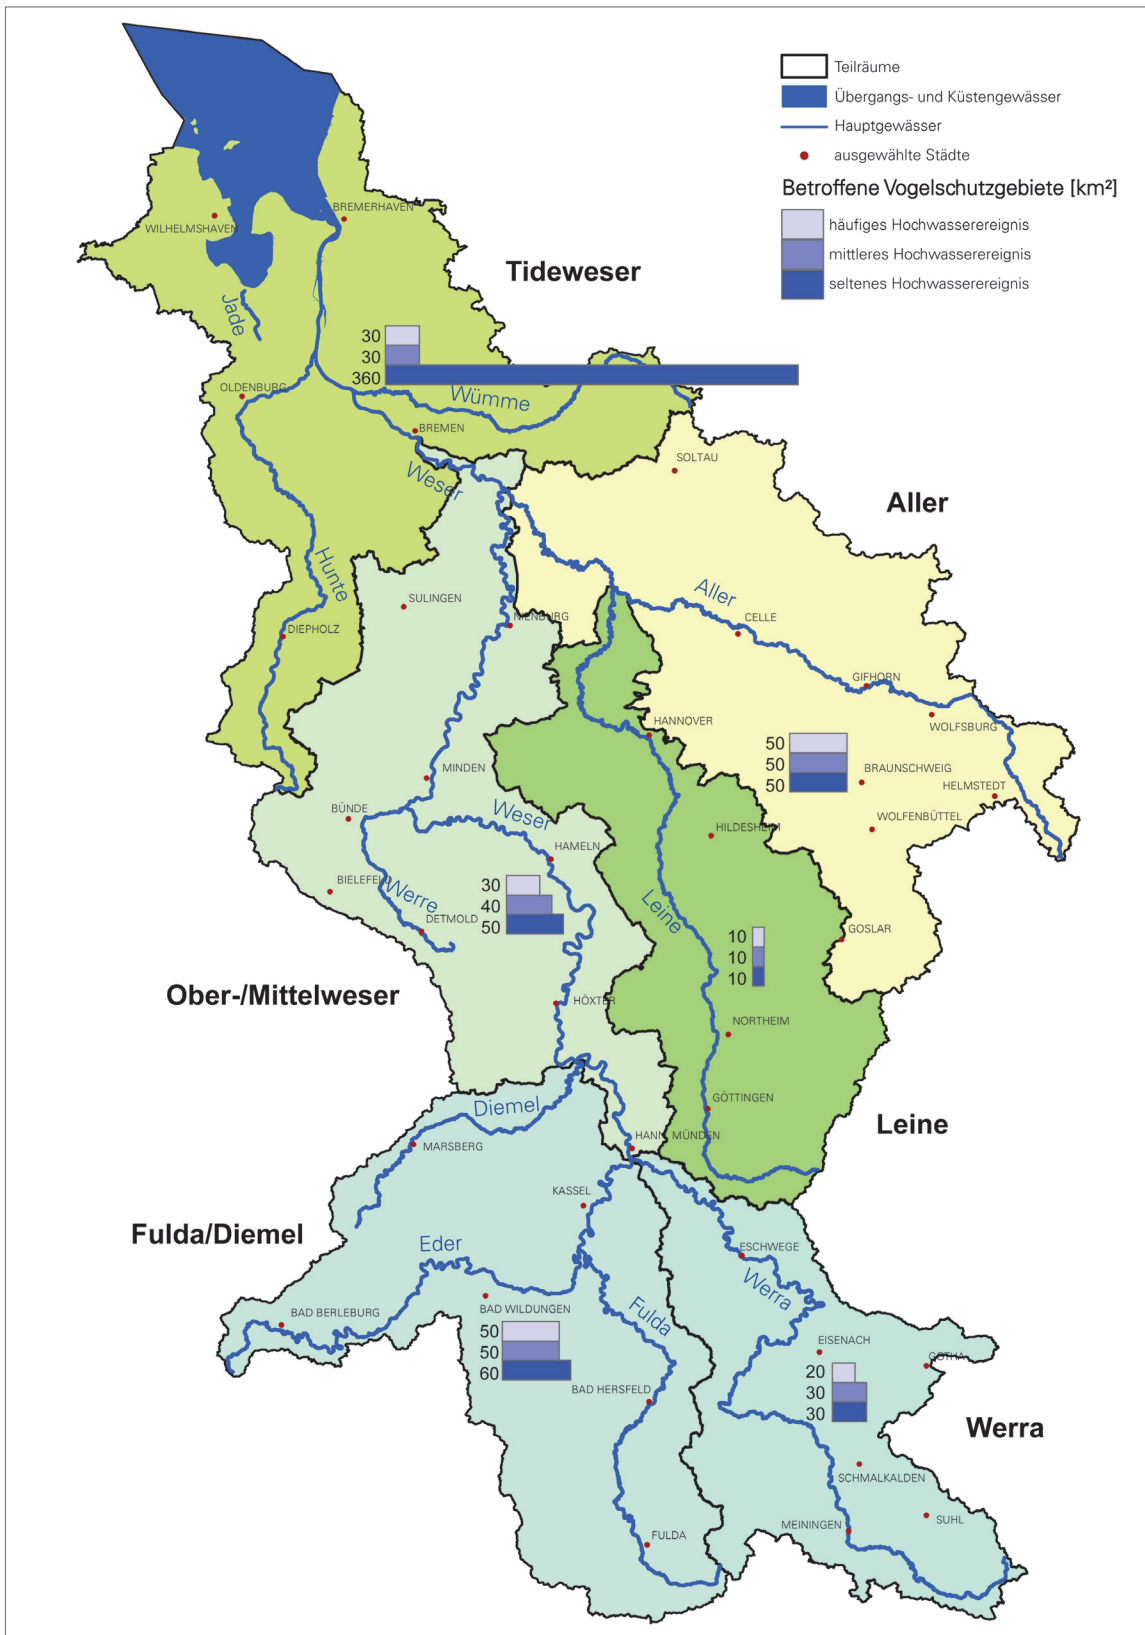 Teilräume
Übergangs- und Küstengewässer
Hauptgewässer
ausgewählte Städte
Betroffene Vogelschutzgebiete [km²]
häufiges Hochwasserereignis
mittleres Hochwasserereignis
seltenes Hochwasserereignis
BREMERHAVEN
WILHELMSHAVEN
Tideweser
Jade
30
30
360
OLDENBURG
Wümme
BREMEN
SOLTAU
Weser
Aller
Hunte
Aller
SULINGEN
NIENBURG
CELLE
DIEPHOLZ
GIFHORN
HANNOVER
WOLFSBURG
50
50
50
MINDEN
BRAUNSCHWEIG
HELMSTEDT
BÜNDE
Weser
WOLFENBÜTTEL
HILDESHEIM
HAMELN
BIELEFELD
Werre
30
40
50
Leine
DETMOLD
GOSLAR
10
10
10
Ober-/Mittelweser
HÖXTER
NORTHEIM
Diemel
GÖTTINGEN
Leine
MARSBERG
HANN. MÜNDEN
KASSEL
Fulda/Diemel
Eder
ESCHWEGE
Werra
BAD BERLEBURG
BAD WILDUNGEN
Fulda
50
50
60
EISENACH
GOTHA
20
30
30
BAD HERSFELD
Werra
SCHMALKALDEN
SUHL
MEININGEN
FULDA